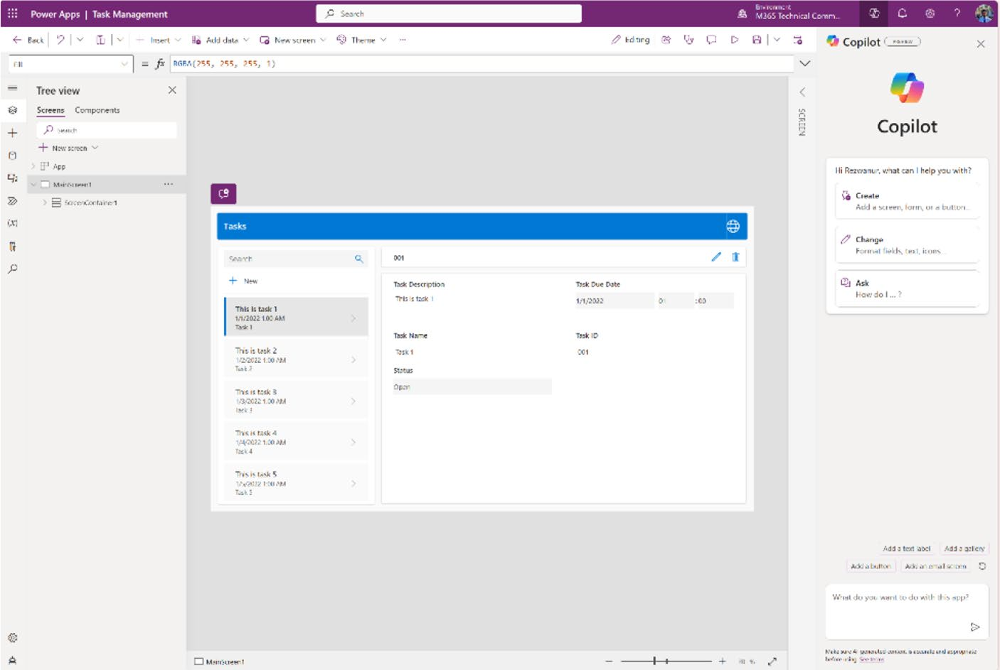 Power Apps | Task Management
Search
Environment
M365 Technical Comm...
Back
Insert
Add data
New screen
Theme
...
Editing
Copilot
PREVIEW
Fill
=
fx
RGBA(255, 255, 255, 1)
Tree view
Screens
Components
Search
New screen
App
MainScreen1
...
ScreenContainer1
SCREEN
Tasks
Search
New
This is task 1
1/1/2022 1:00 AM
Task 1
This is task 2
1/2/2022 1:00 AM
Task 2
This is task 3
1/3/2022 1:00 AM
Task 3
This is task 4
1/4/2022 1:00 AM
Task 4
This is task 5
1/5/2022 1:00 AM
Task 5
001
Task Description
This is task 1
Task Due Date
1/1/2022
01
:00
Task Name
Task 1
Task ID
001
Status
Open
MainScreen1
%
Copilot
Hi Rezwanur, what can I help you with?
Create
Add a screen, form, or a button...
Change
Format fields, text, icons...
Ask
How do I ... ?
Add a text label
Add a gallery
Add a button
Add an email screen
What do you want to do with this app?
Make sure AI-generated content is accurate and appropriate
before using. See terms